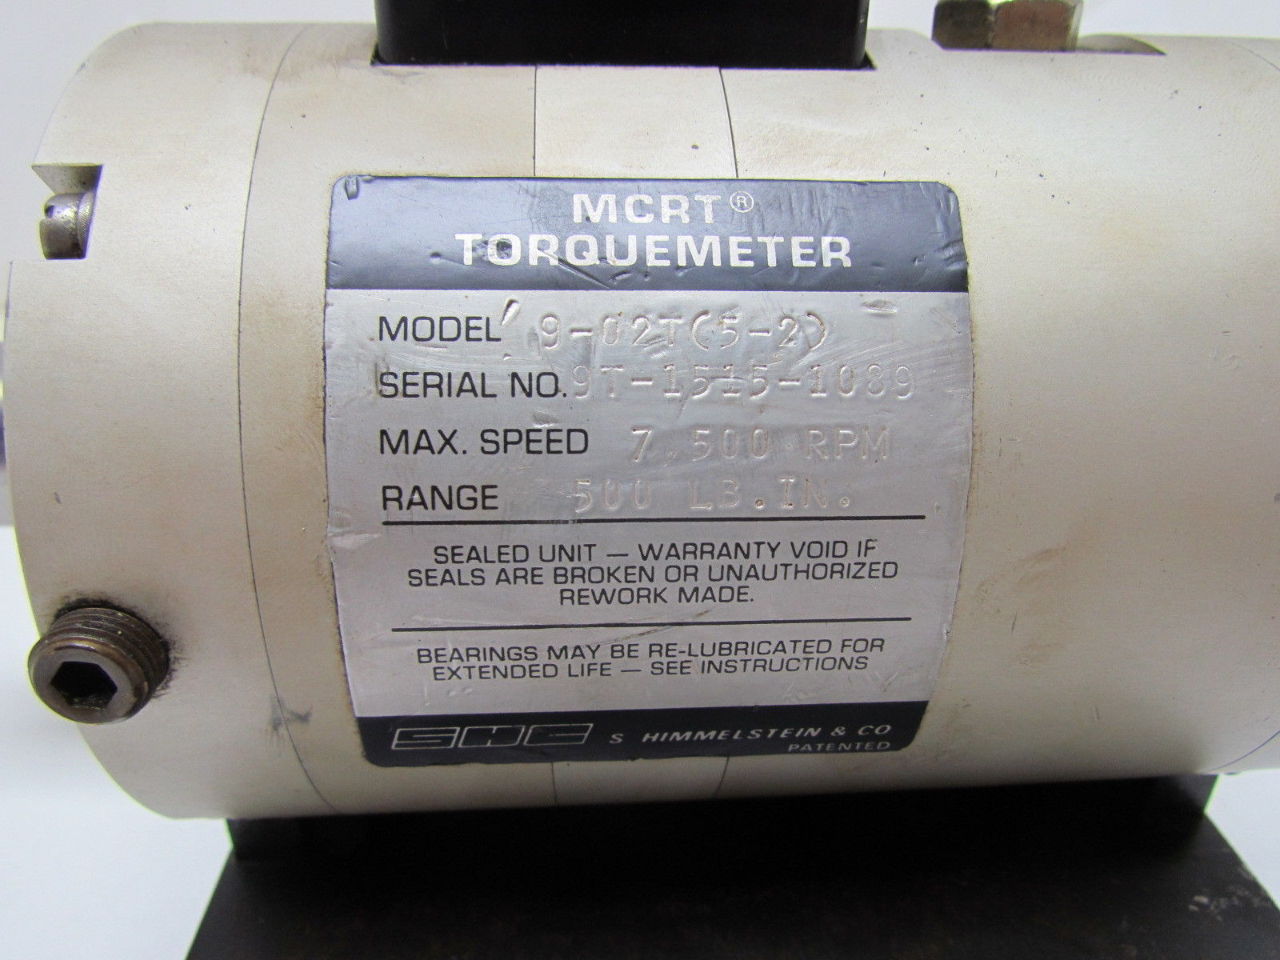 MCRT®
TORQUEMETER
MODEL 9-02T(5-2)
SERIAL NO. 9T-1515-1089
MAX. SPEED 7,500 RPM
RANGE 500 LB.IN.
SEALED UNIT — WARRANTY VOID IF
SEALS ARE BROKEN OR UNAUTHORIZED
REWORK MADE.
BEARINGS MAY BE RE-LUBRICATED FOR
EXTENDED LIFE — SEE INSTRUCTIONS
SHC S HIMMELSTEIN & CO
PATENTED